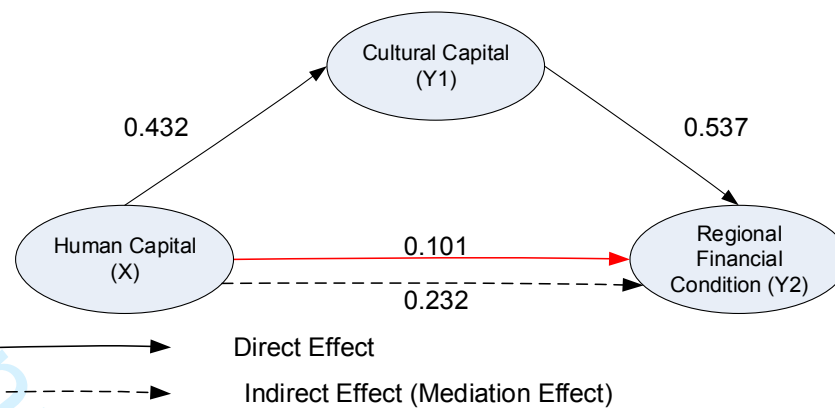 Cultural Capital
(Y1)
0.432
0.537
Human Capital
(X)
0.101
0.232
Regional
Financial
Condition (Y2)
Direct Effect
Indirect Effect (Mediation Effect)